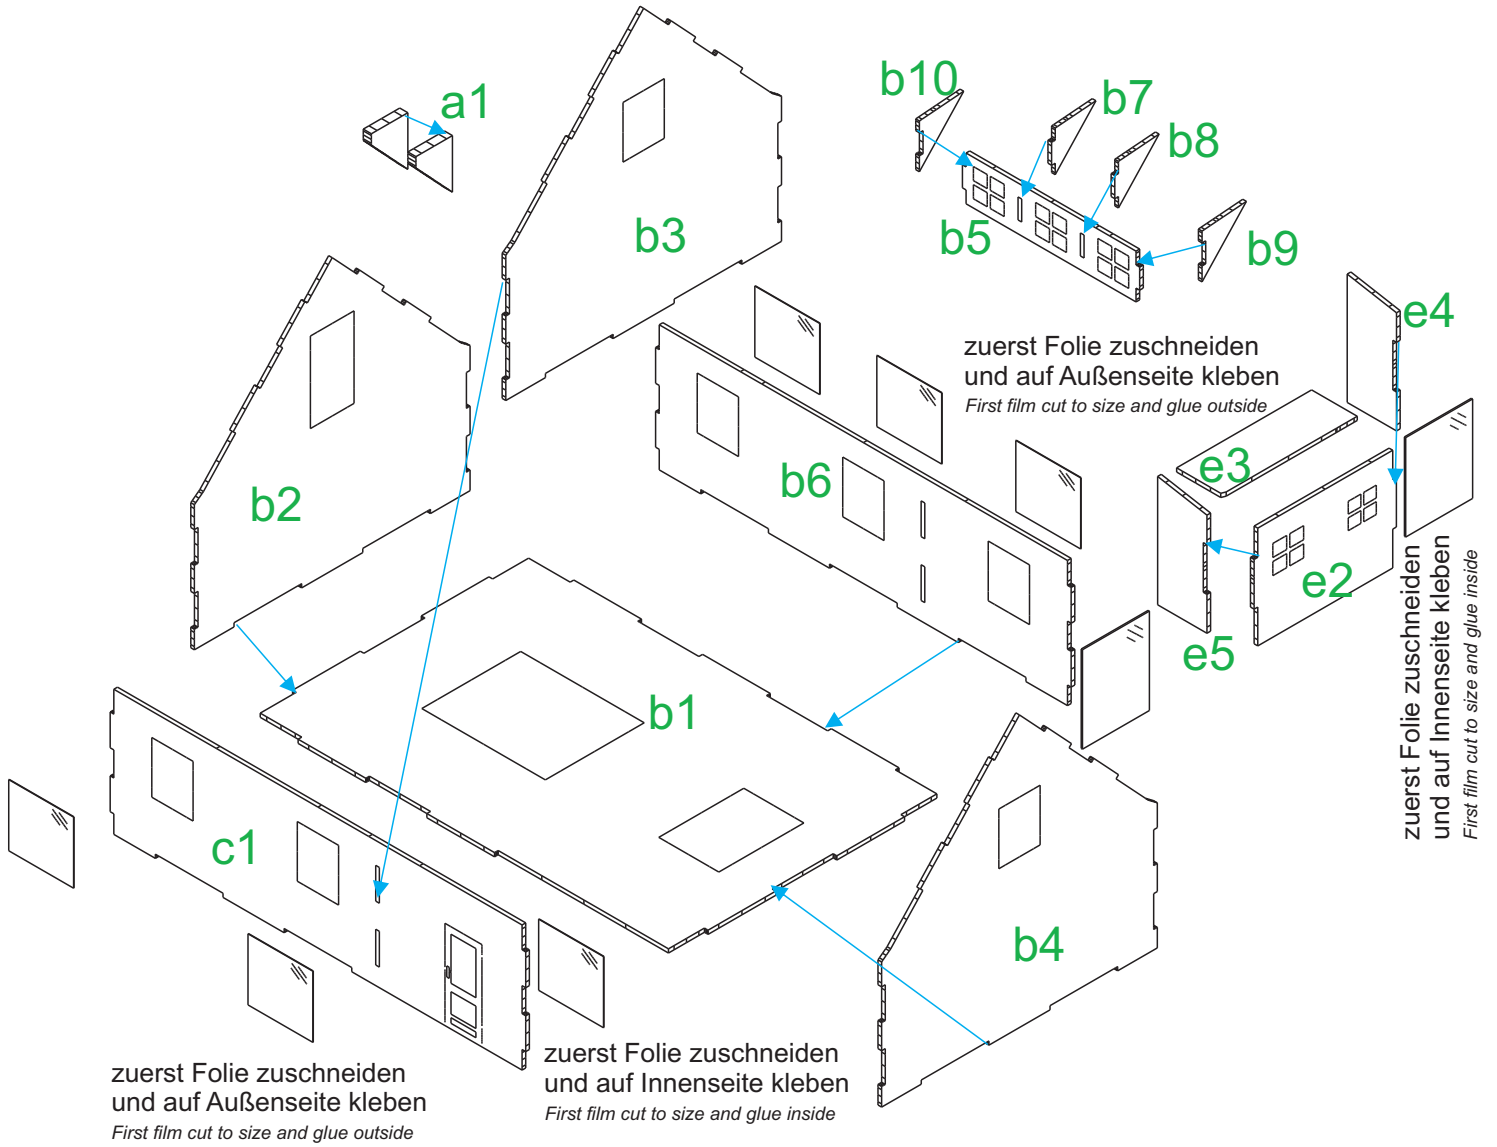 b10
b7
a1
b8
b3
b5
b9
e4
zuerst Folie zuschneiden
und auf Außenseite kleben
First film cut to size and glue outside
e3
b6
b2
e2
e5
zuerst Folie zuschneiden
und auf Innenseite kleben
First film cut to size and glue inside
b1
c1
b4
zuerst Folie zuschneiden
und auf Innenseite kleben
First film cut to size and glue inside
zuerst Folie zuschneiden
und auf Außenseite kleben
First film cut to size and glue outside